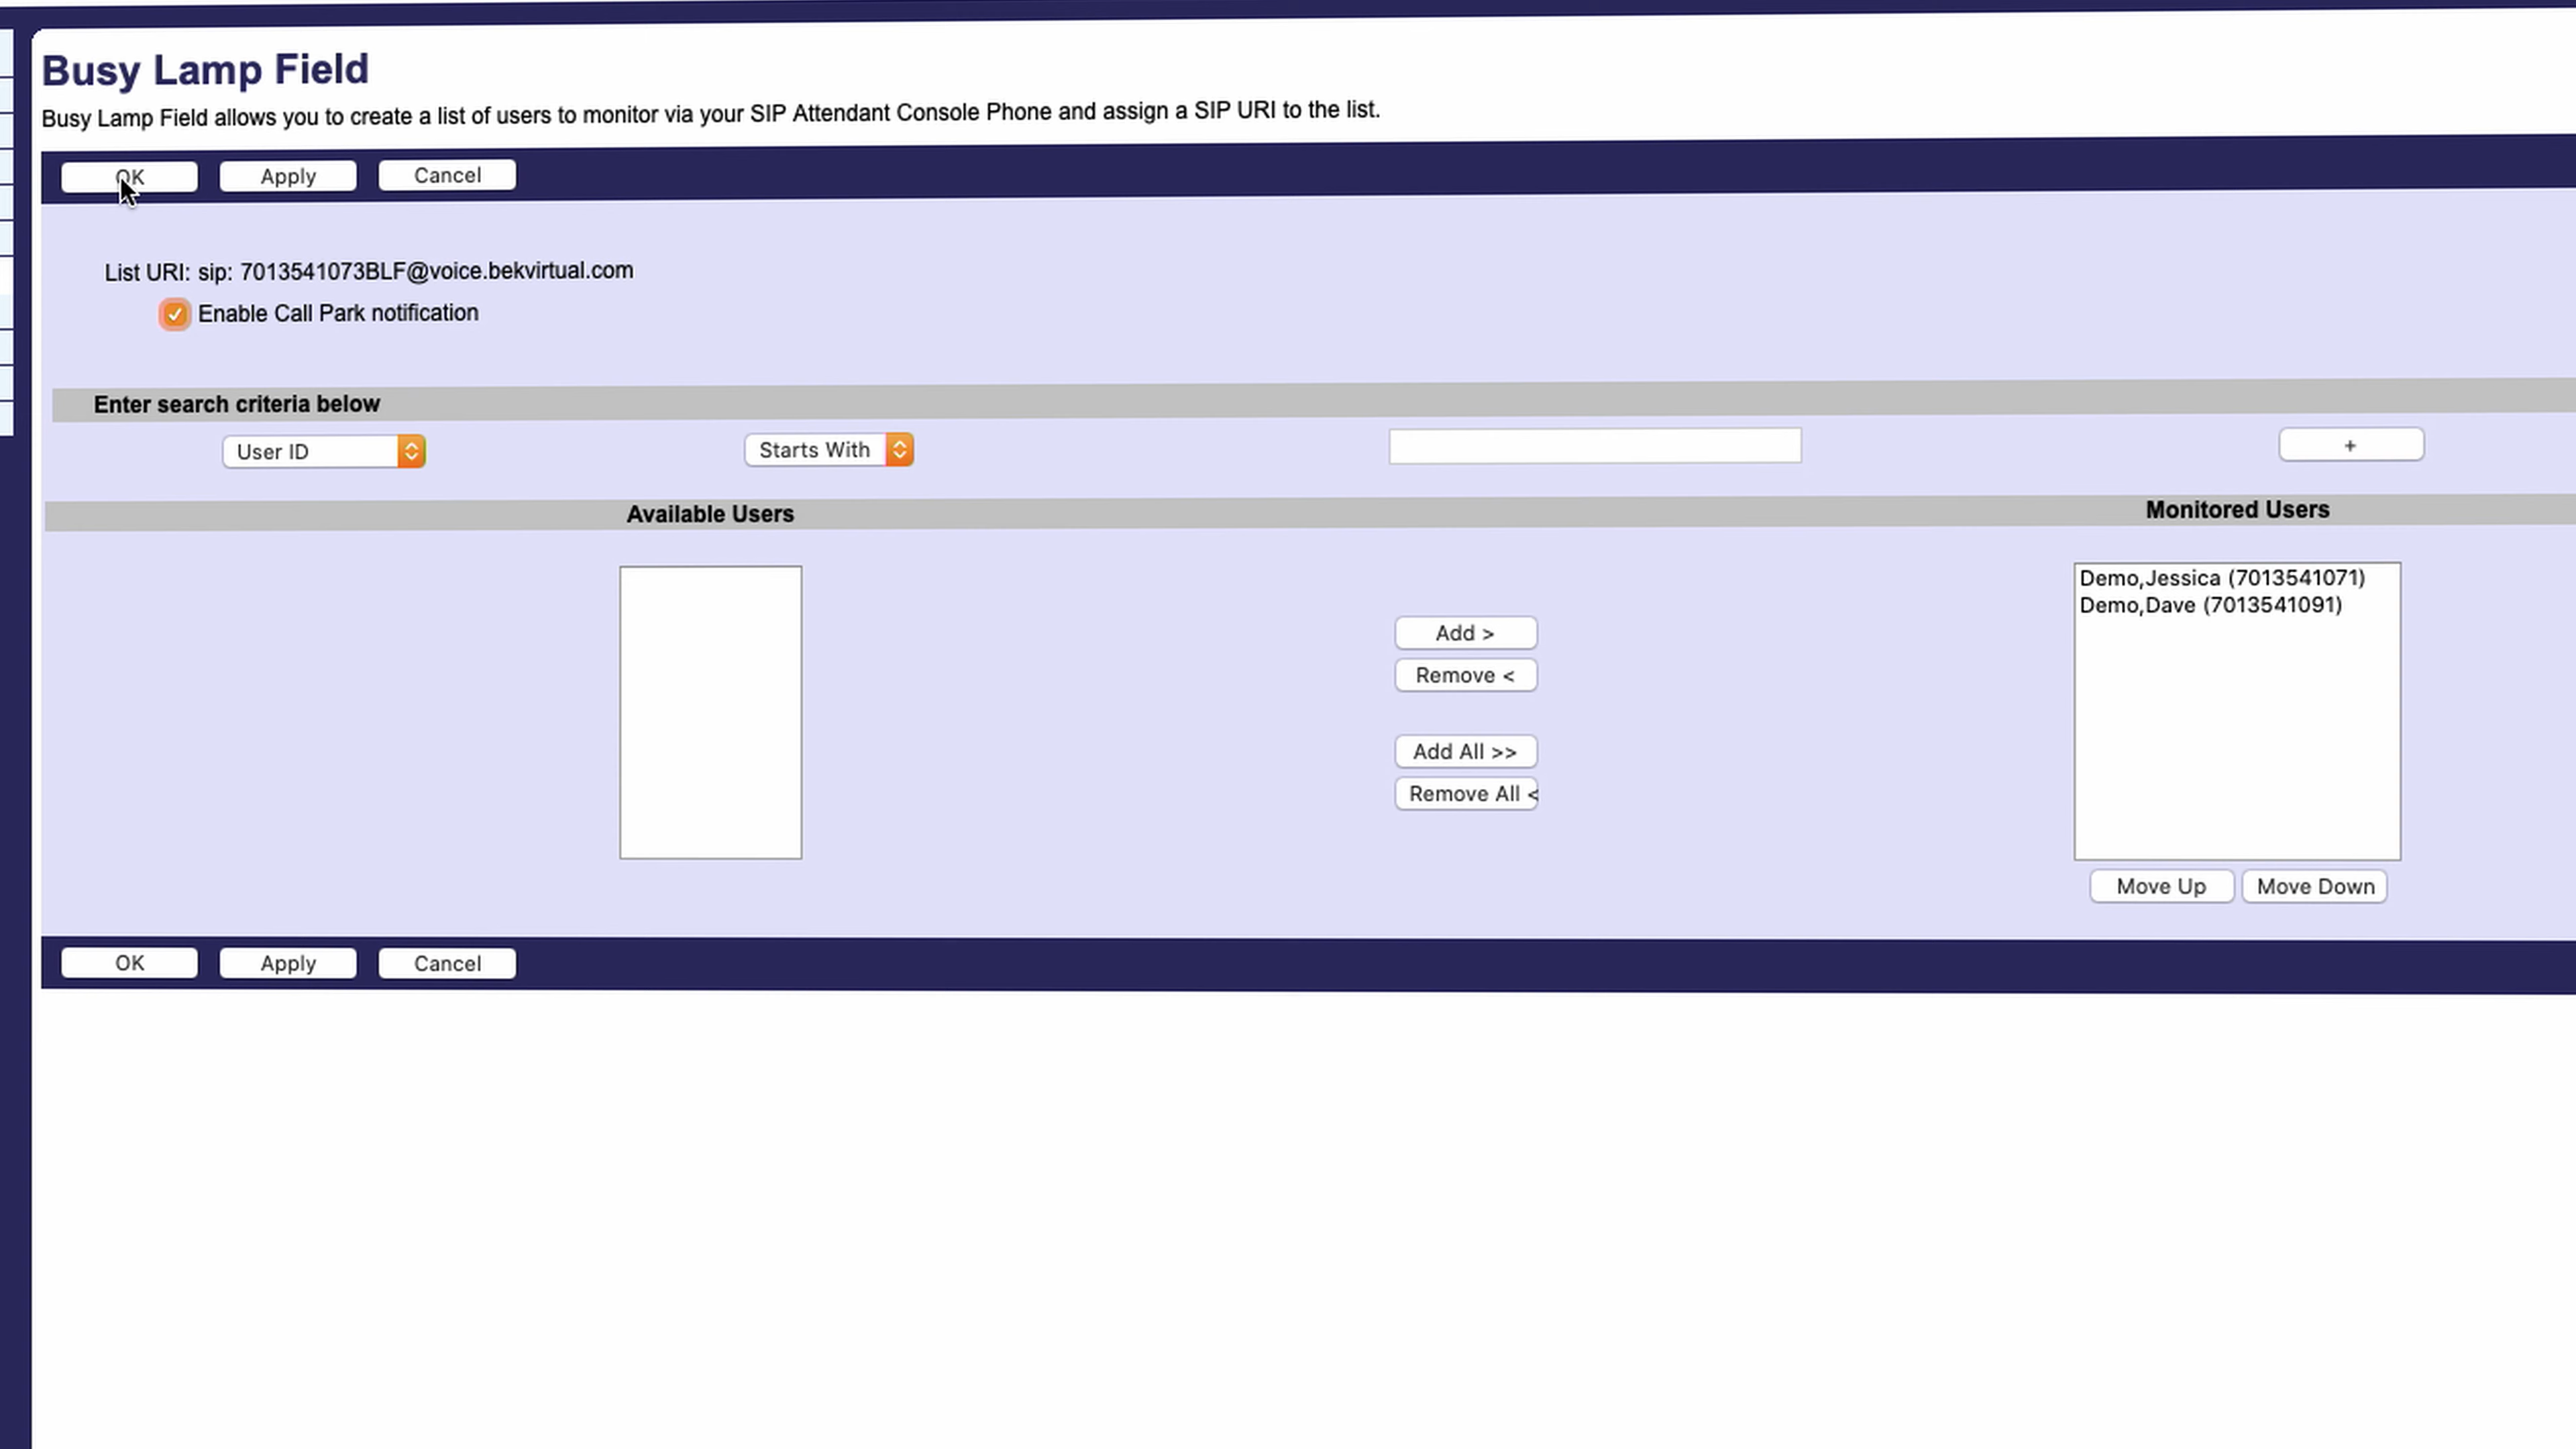 Busy Lamp Field
Busy Lamp Field allows you to create a list of users to monitor via your SIP Attendant Console Phone and assign a SIP URI to the list.
OK Apply Cancel
List URI: sip: 7013541073BLF@voice.bekvirtual.com
Enable Call Park notification
Enter search criteria below
User ID Starts With +
Available Users Monitored Users
Demo,Jessica (7013541071)
Demo,Dave (7013541091)
Add >
Remove <
Add All >>
Remove All <
Move Up Move Down
OK Apply Cancel